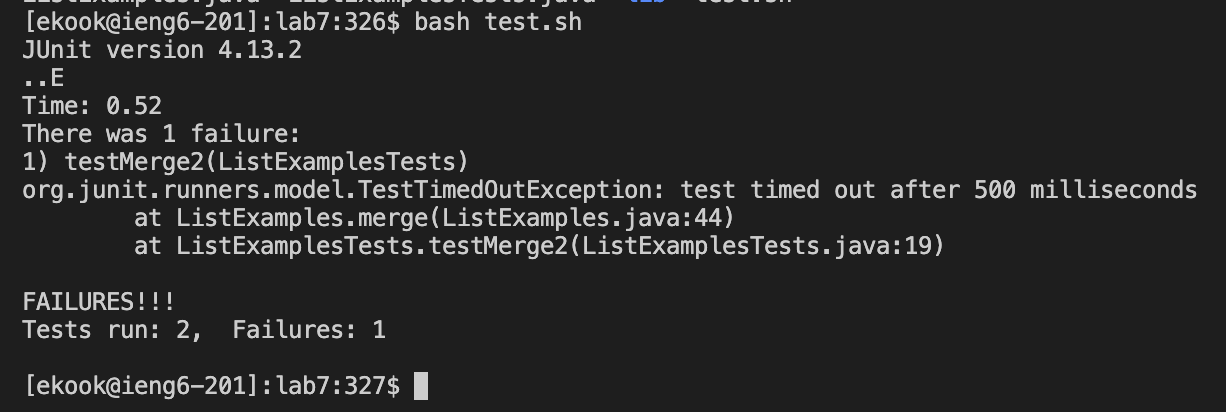 [ekook@ieng6-201]:lab7:326$ bash test.sh
JUnit version 4.13.2
..E
Time: 0.52
There was 1 failure:
1) testMerge2(ListExamplesTests)
org.junit.runners.model.TestTimedOutException: test timed out after 500 milliseconds
at ListExamples.merge(ListExamples.java:44)
at ListExamplesTests.testMerge2(ListExamplesTests.java:19)
FAILURES!!!
Tests run: 2,  Failures: 1
[ekook@ieng6-201]:lab7:327$